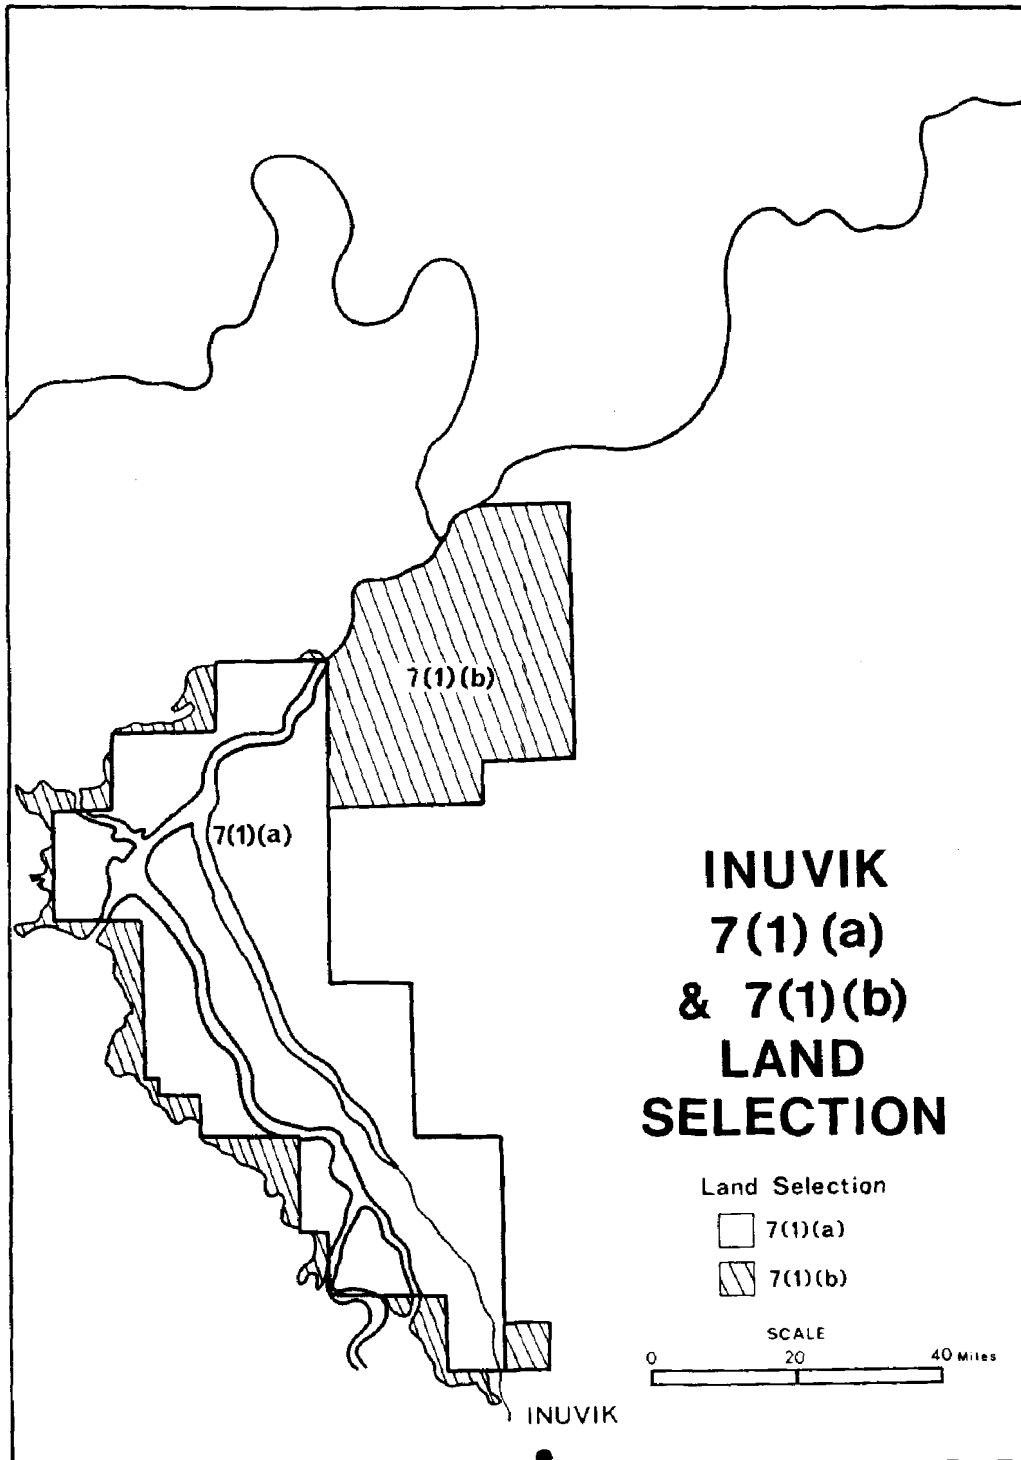 7(1)(b)
7(1)(a)
INUVIK
7(1)(a)
& 7(1)(b)
LAND
SELECTION
Land Selection
7(1)(a)
7(1)(b)
SCALE
0 20 40 Miles
INUVIK